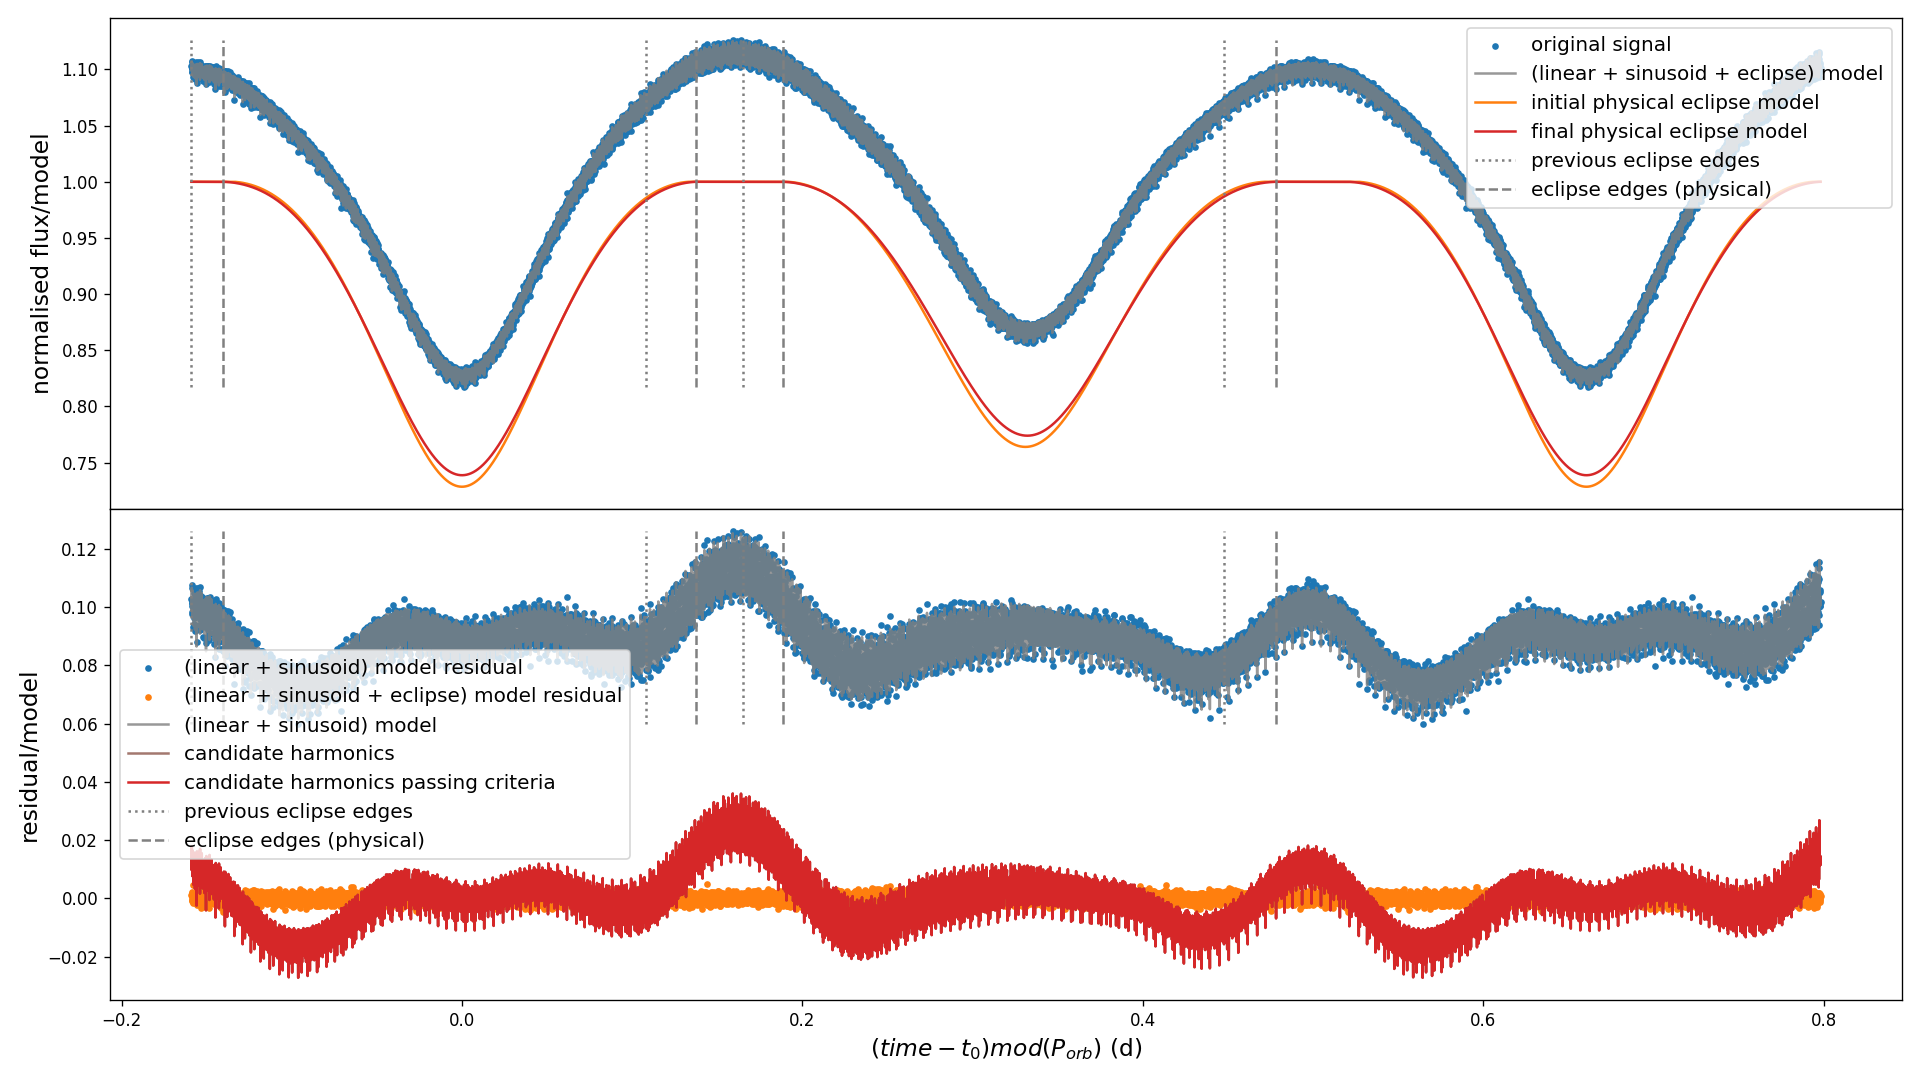 normalised flux/model
1.10
1.05
1.00
0.95
0.90
0.85
0.80
0.75
original signal
(linear + sinusoid + eclipse) model
initial physical eclipse model
final physical eclipse model
previous eclipse edges
eclipse edges (physical)
residual/model
0.12
0.10
0.08
0.06
0.04
0.02
0.00
−0.02
(linear + sinusoid) model residual
(linear + sinusoid + eclipse) model residual
(linear + sinusoid) model
candidate harmonics
candidate harmonics passing criteria
previous eclipse edges
eclipse edges (physical)
−0.2 0.0 0.2 0.4 0.6 0.8
(time − t₀)mod(Pₒᵣb) (d)